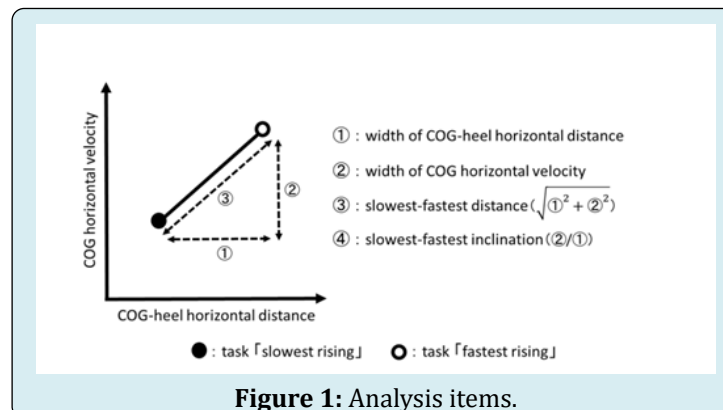 COG horizontal velocity
①
②
③
COG-heel horizontal distance
① : width of COG-heel horizontal distance
② : width of COG horizontal velocity
③ : slowest-fastest distance(√①² + ②²)
④ : slowest-fastest inclination(②/①)
● : task「slowest rising」 O : task「fastest rising」
Figure 1: Analysis items.